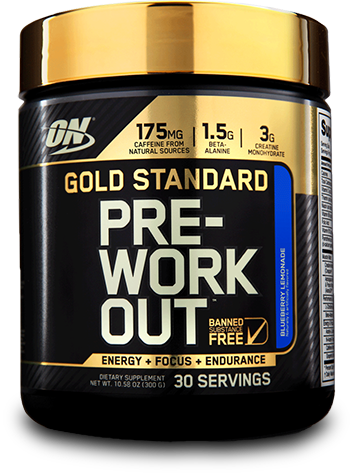 ON
175MG
CAFFEINE FROM
NATURAL SOURCES
1.5G
BETA-
ALANINE
3G
CREATINE
MONOHYDRATE
GOLD STANDARD
PRE-
WORK
OUT™
BLUEBERRY LEMONADE
BANNED
SUBSTANCE
FREE
ENERGY + FOCUS + ENDURANCE
DIETARY SUPPLEMENT
NET WT. 10.58 OZ (300 G)
30 SERVINGS